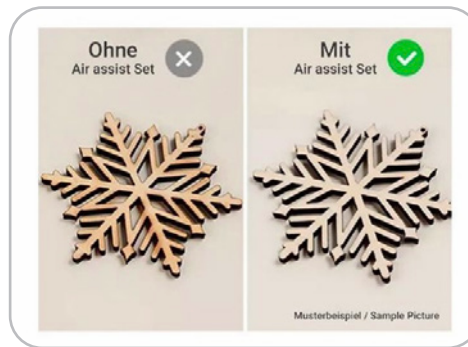 Ohne
Air assist Set
Mit
Air assist Set
Musterbeispiel / Sample Picture